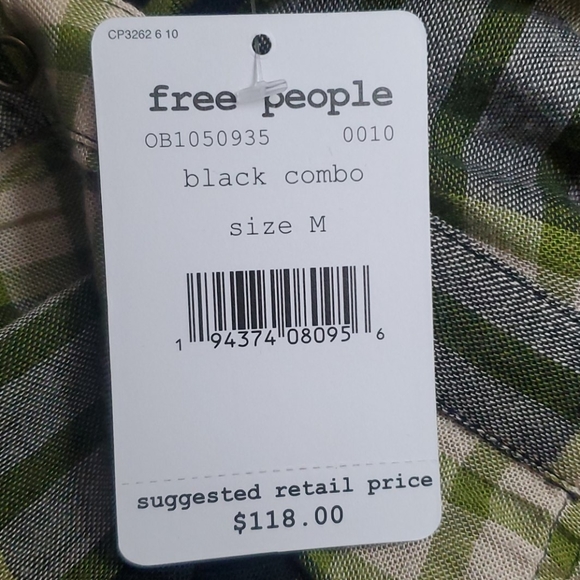 CP3262 6 10
free people
OB1050935 0010
black combo
size M
1 94374 08095 6
suggested retail price
$118.00